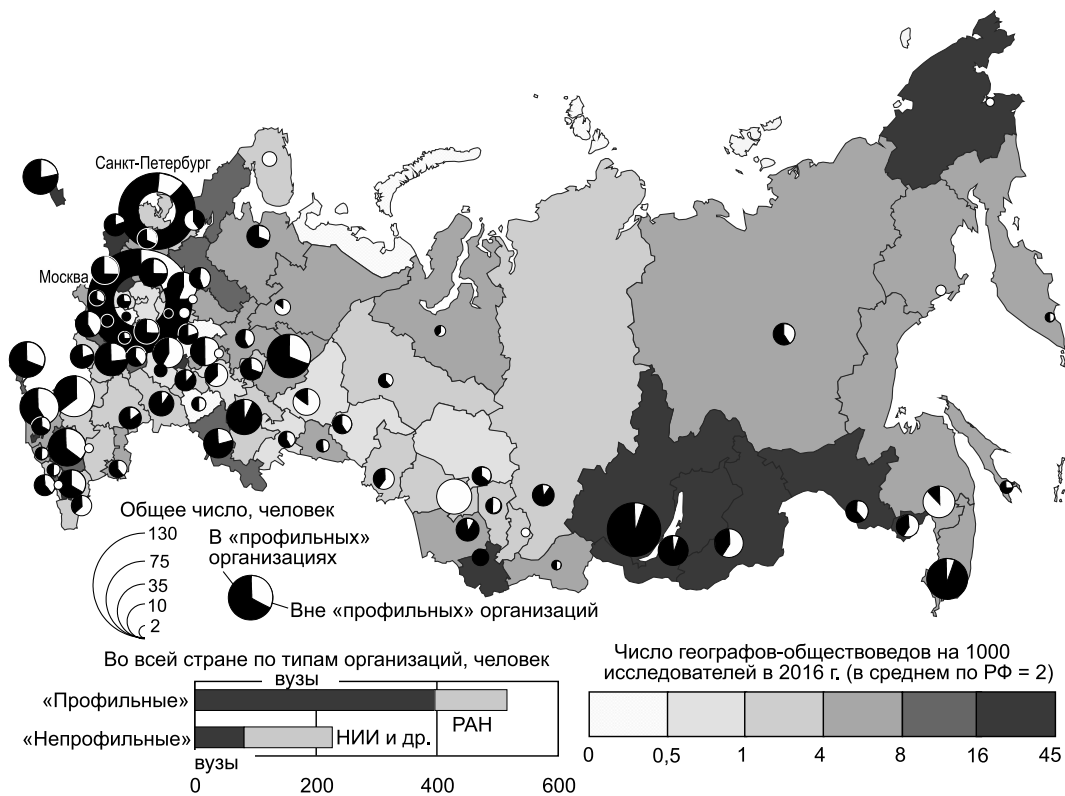 Санкт-Петербург
Москва
Общее число, человек
130
75
35
10
2
В «профильных»
организациях
Вне «профильных» организаций
Во всей стране по типам организаций, человек
вузы
«Профильные»
РАН
«Непрофильные»
НИИ и др.
вузы
0 200 400 600
Число географов-обществоведов на 1000
исследователей в 2016 г. (в среднем по РФ = 2)
0 0,5 1 4 8 16 45